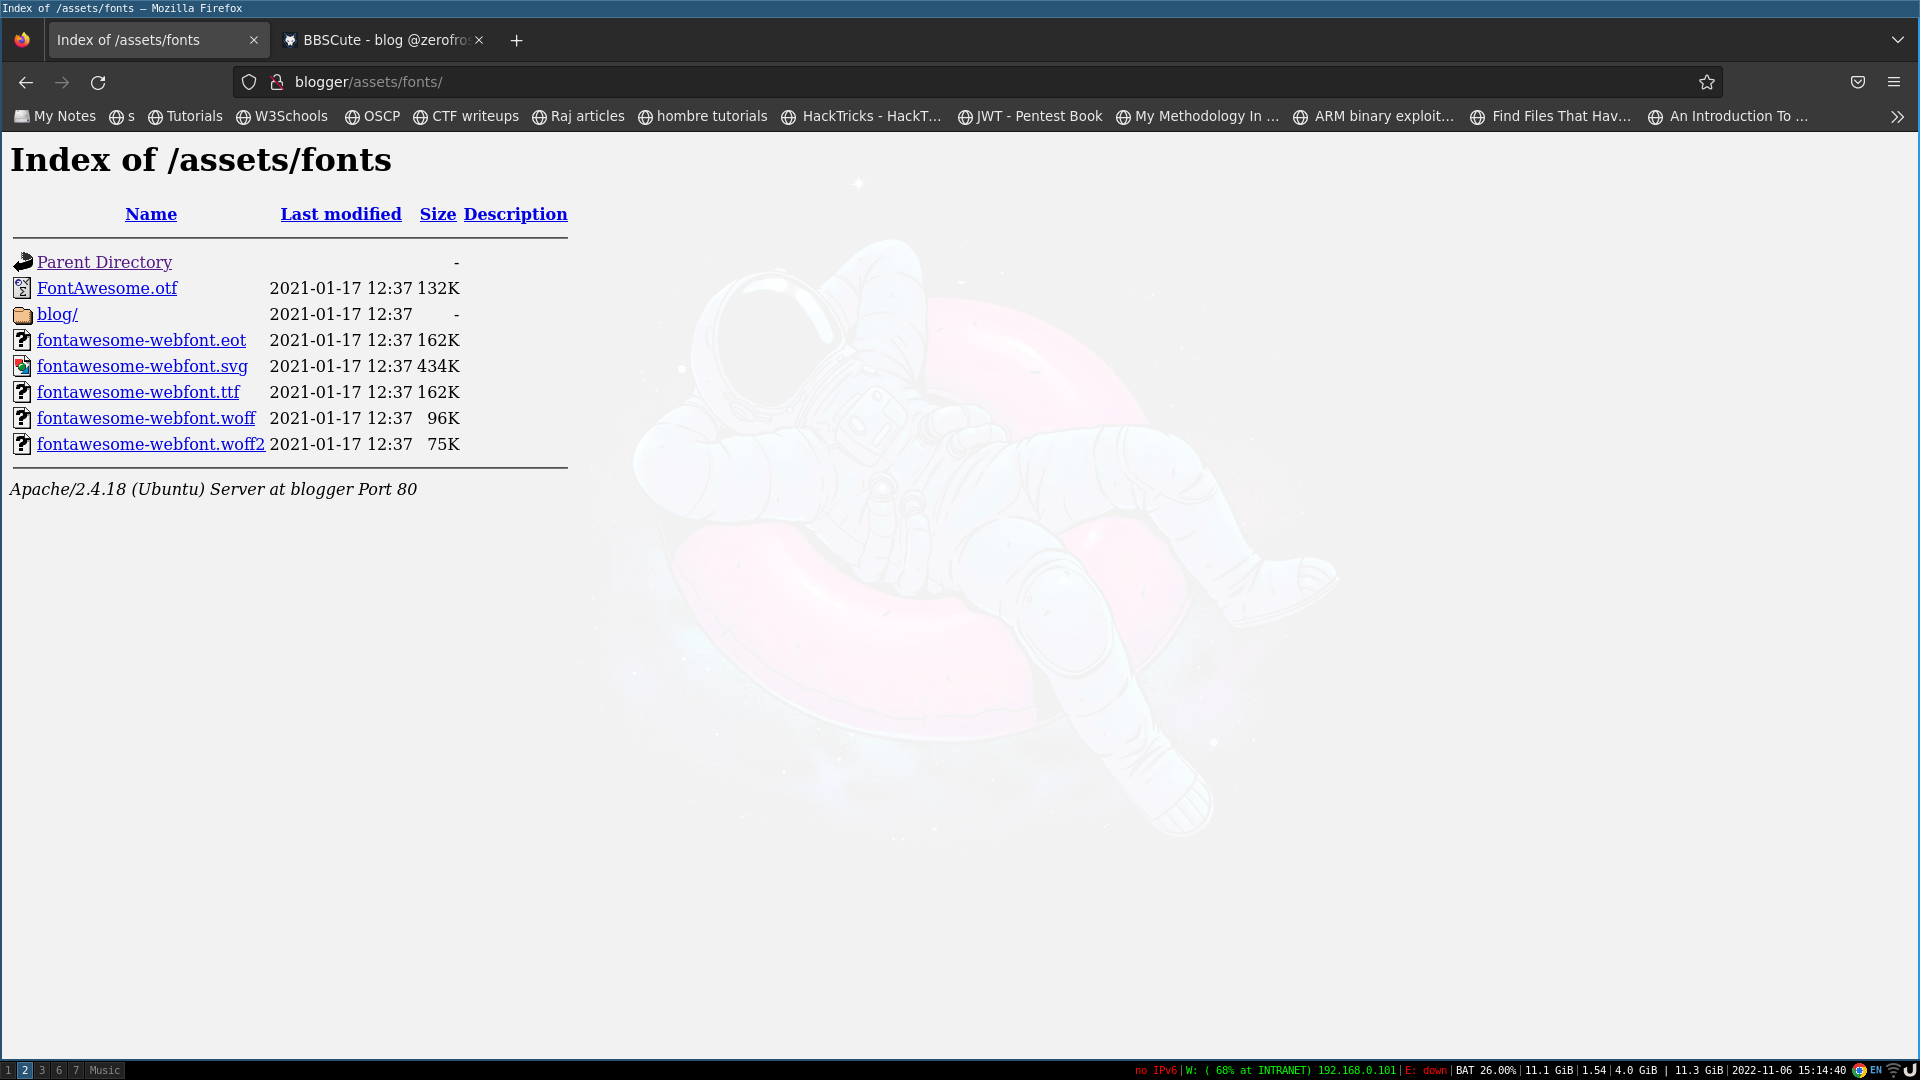 Index of /assets/fonts — Mozilla Firefox
Index of /assets/fonts
BBSCute - blog @zerofros
blogger/assets/fonts/
My Notes s Tutorials W3Schools OSCP CTF writeups Raj articles hombre tutorials HackTricks - HackT… JWT - Pentest Book My Methodology In … ARM binary exploit… Find Files That Hav… An Introduction To …
Index of /assets/fonts
Name Last modified Size Description
Parent Directory -
FontAwesome.otf 2021-01-17 12:37 132K
blog/ 2021-01-17 12:37 -
fontawesome-webfont.eot 2021-01-17 12:37 162K
fontawesome-webfont.svg 2021-01-17 12:37 434K
fontawesome-webfont.ttf 2021-01-17 12:37 162K
fontawesome-webfont.woff 2021-01-17 12:37 96K
fontawesome-webfont.woff2 2021-01-17 12:37 75K
Apache/2.4.18 (Ubuntu) Server at blogger Port 80
1 2 3 6 7 Music no IPv6|W: ( 68% at INTRANET) 192.168.0.101|E: down|BAT 26.00%|11.1 GiB|1.54|4.0 GiB | 11.3 GiB|2022-11-06 15:14:40 EN